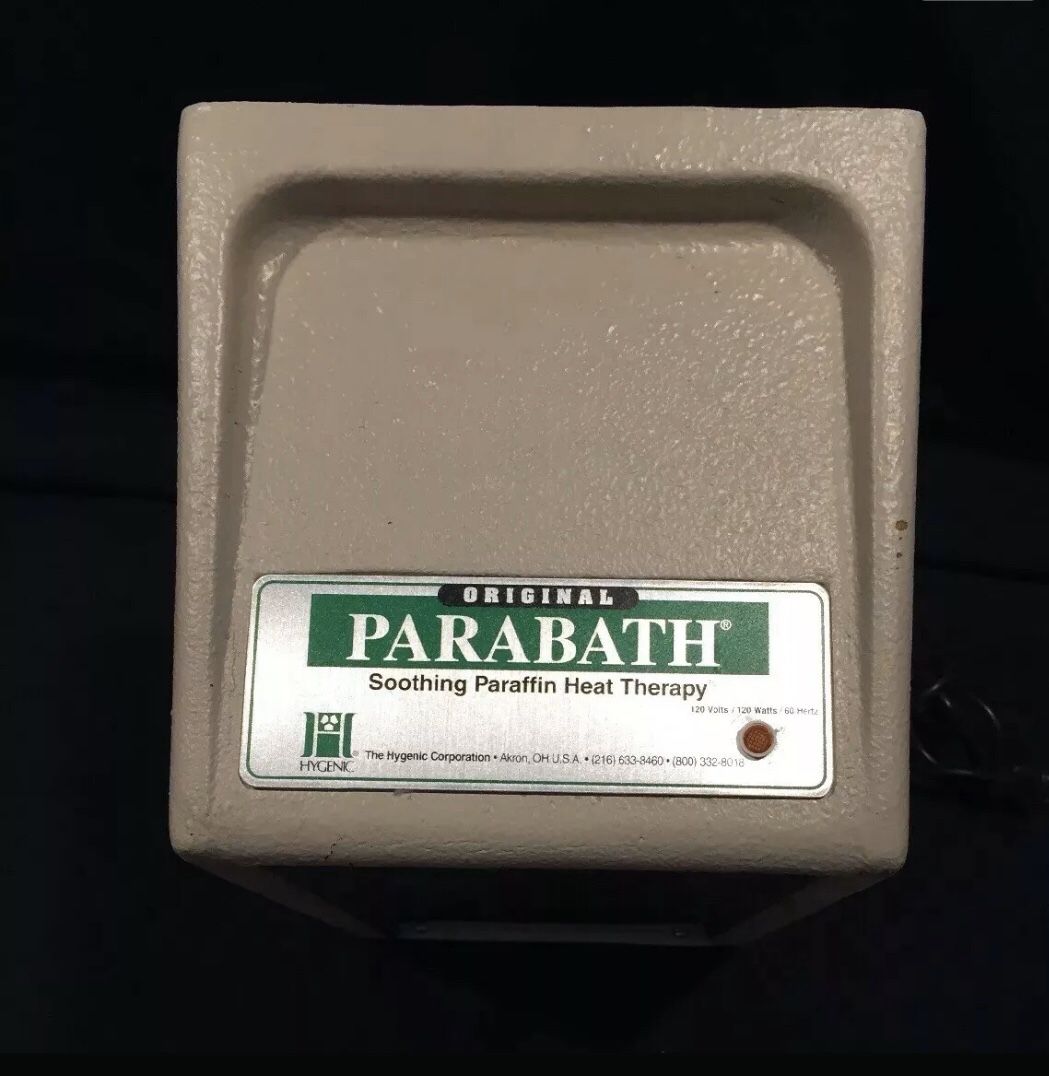 ORIGINAL
PARABATH®
Soothing Paraffin Heat Therapy
120 Volts / 120 Watts / 60 Hertz
HYGENIC®
The Hygenic Corporation • Akron, OH U.S.A. • (216) 633-8460 • (800) 332-8018